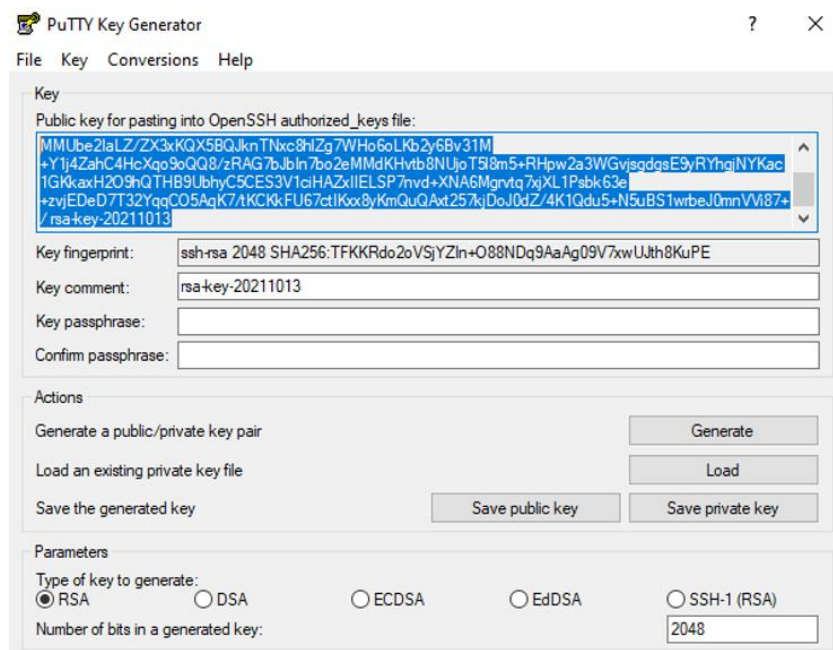 PuTTY Key Generator
? ×
File Key Conversions Help
Key
Public key for pasting into OpenSSH authorized_keys file:
MMUbe2IaLZ/ZX3xKQX5BQJknTNxc8hlZg7WHo6oLKb2y6Bv31M
+Y1j4ZahC4HcXqo9oQQ8/zRAG7bJbIn7bo2eMMdKHvtb8NUjoT5I8m5+RHpw2a3WGvjsgdgsE9yRYhgjNYKac
1GKkaxH2O9hQTHB9UbhyC5CES3V1ciHAZxIIELSP7nvd+XNA6Mgrvtq7xjXL1Psbk63e
+zvjEDeD7T32YqqCO5AqK7/tKCKkFU67ctIKxx8yKmQuQAxt257kjDoJ0dZ/4K1Qdu5+N5uBS1wrbeJ0mnVVi87+
/ rsa-key-20211013
Key fingerprint: ssh-rsa 2048 SHA256:TFKKRdo2oVSjYZIn+O88NDq9AaAg09V7xwUJth8KuPE
Key comment: rsa-key-20211013
Key passphrase:
Confirm passphrase:
Actions
Generate a public/private key pair Generate
Load an existing private key file Load
Save the generated key Save public key Save private key
Parameters
Type of key to generate:
RSA DSA ECDSA EdDSA SSH-1 (RSA)
Number of bits in a generated key: 2048